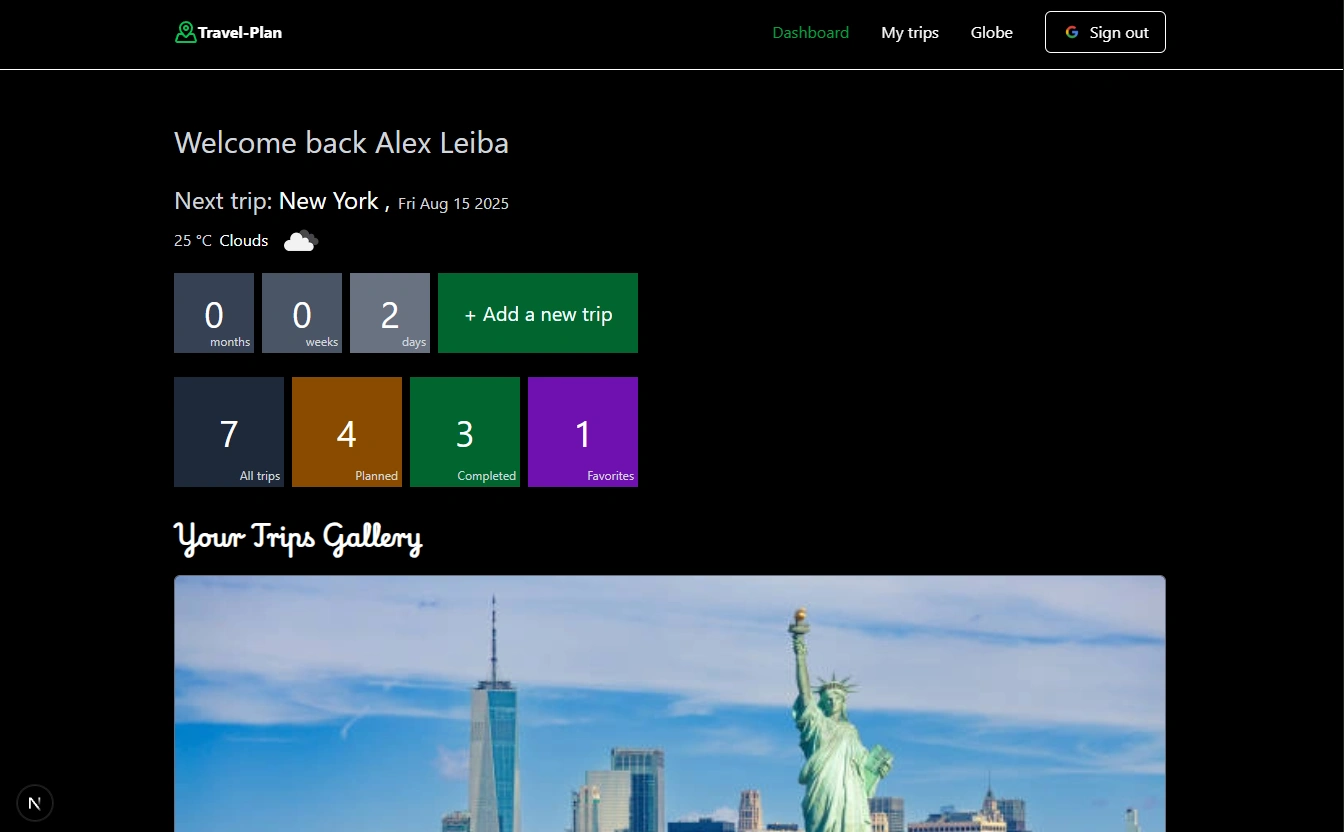 Travel-Plan
Dashboard My trips Globe Sign out
Welcome back Alex Leiba
Next trip: New York , Fri Aug 15 2025
25 °C Clouds
0 months
0 weeks
2 days
+ Add a new trip
7 All trips
4 Planned
3 Completed
1 Favorites
Your Trips Gallery
N